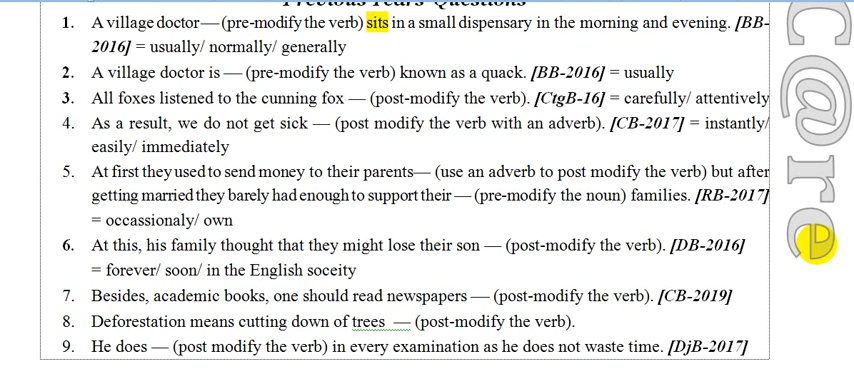 Previous Years' Questions
1. A village doctor— (pre-modify the verb) sits in a small dispensary in the morning and evening. [BB-
2016] = usually/ normally/ generally
2. A village doctor is — (pre-modify the verb) known as a quack. [BB-2016] = usually
3. All foxes listened to the cunning fox — (post-modify the verb). [CtgB-16] = carefully/ attentively
4. As a result, we do not get sick — (post modify the verb with an adverb). [CB-2017] = instantly/
easily/ immediately
5. At first they used to send money to their parents— (use an adverb to post modify the verb) but after
getting married they barely had enough to support their — (pre-modify the noun) families. [RB-2017]
= occassionaly/ own
6. At this, his family thought that they might lose their son — (post-modify the verb). [DB-2016]
= forever/ soon/ in the English soceity
7. Besides, academic books, one should read newspapers — (post-modify the verb). [CB-2019]
8. Deforestation means cutting down of trees — (post-modify the verb).
9. He does — (post modify the verb) in every examination as he does not waste time. [DjB-2017]
C@re